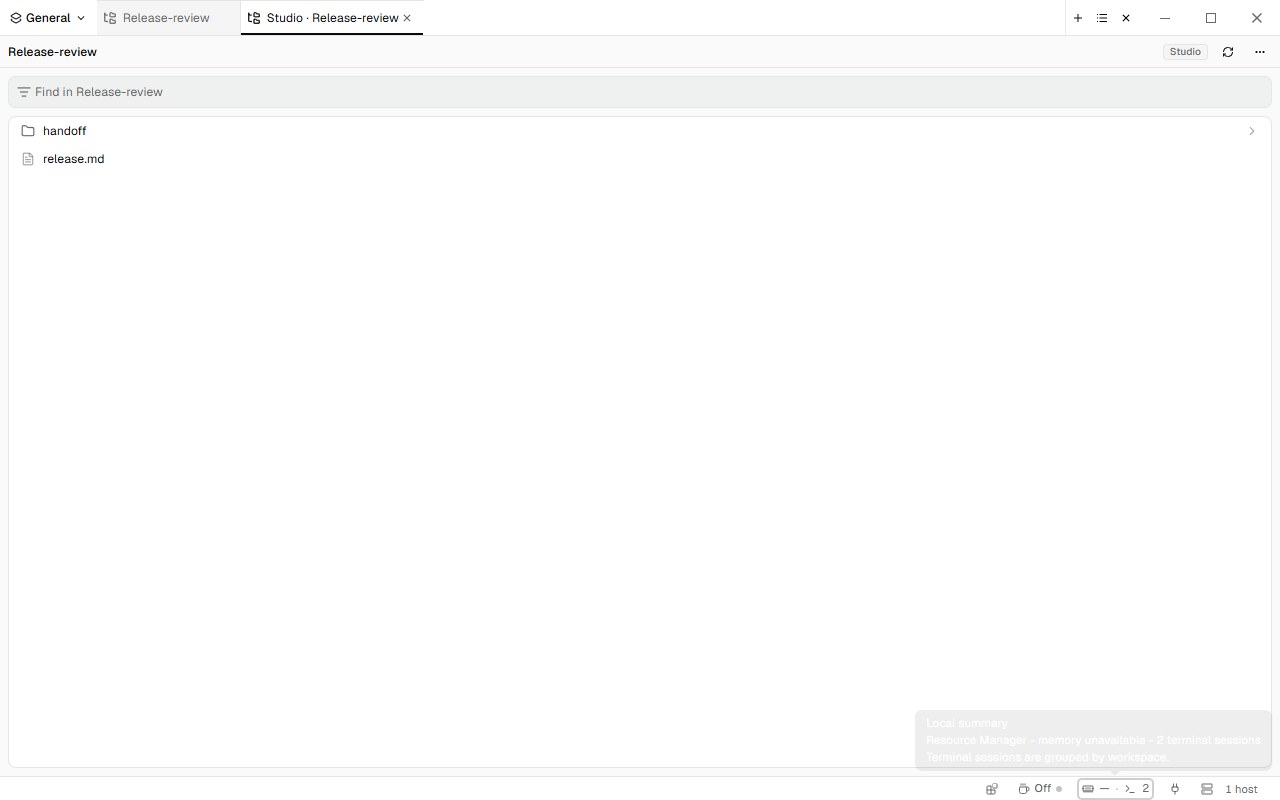 General
Release-review
Studio · Release-review
Release-review
Studio
Find in Release-review
handoff
release.md
Local summary
Resource Manager - memory unavailable - 2 terminal sessions
Terminal sessions are grouped by workspace.
Off
— · 2
1 host